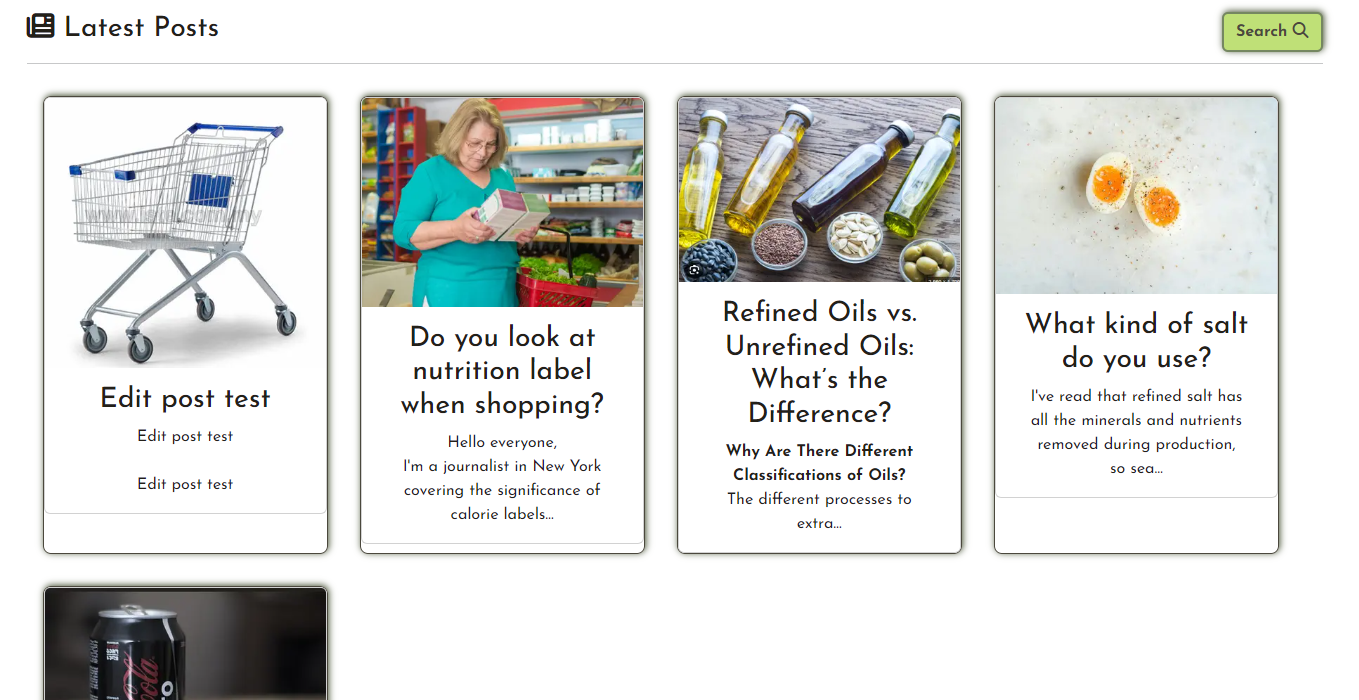 Latest Posts
Search
Edit post test
Edit post test
Edit post test
Do you look at
nutrition label
when shopping?
Hello everyone,
I'm a journalist in New York
covering the significance of
calorie labels...
Refined Oils vs.
Unrefined Oils:
What's the
Difference?
Why Are There Different
Classifications of Oils?
The different processes to
extra...
What kind of salt
do you use?
I've read that refined salt has
all the minerals and nutrients
removed during production,
so sea...